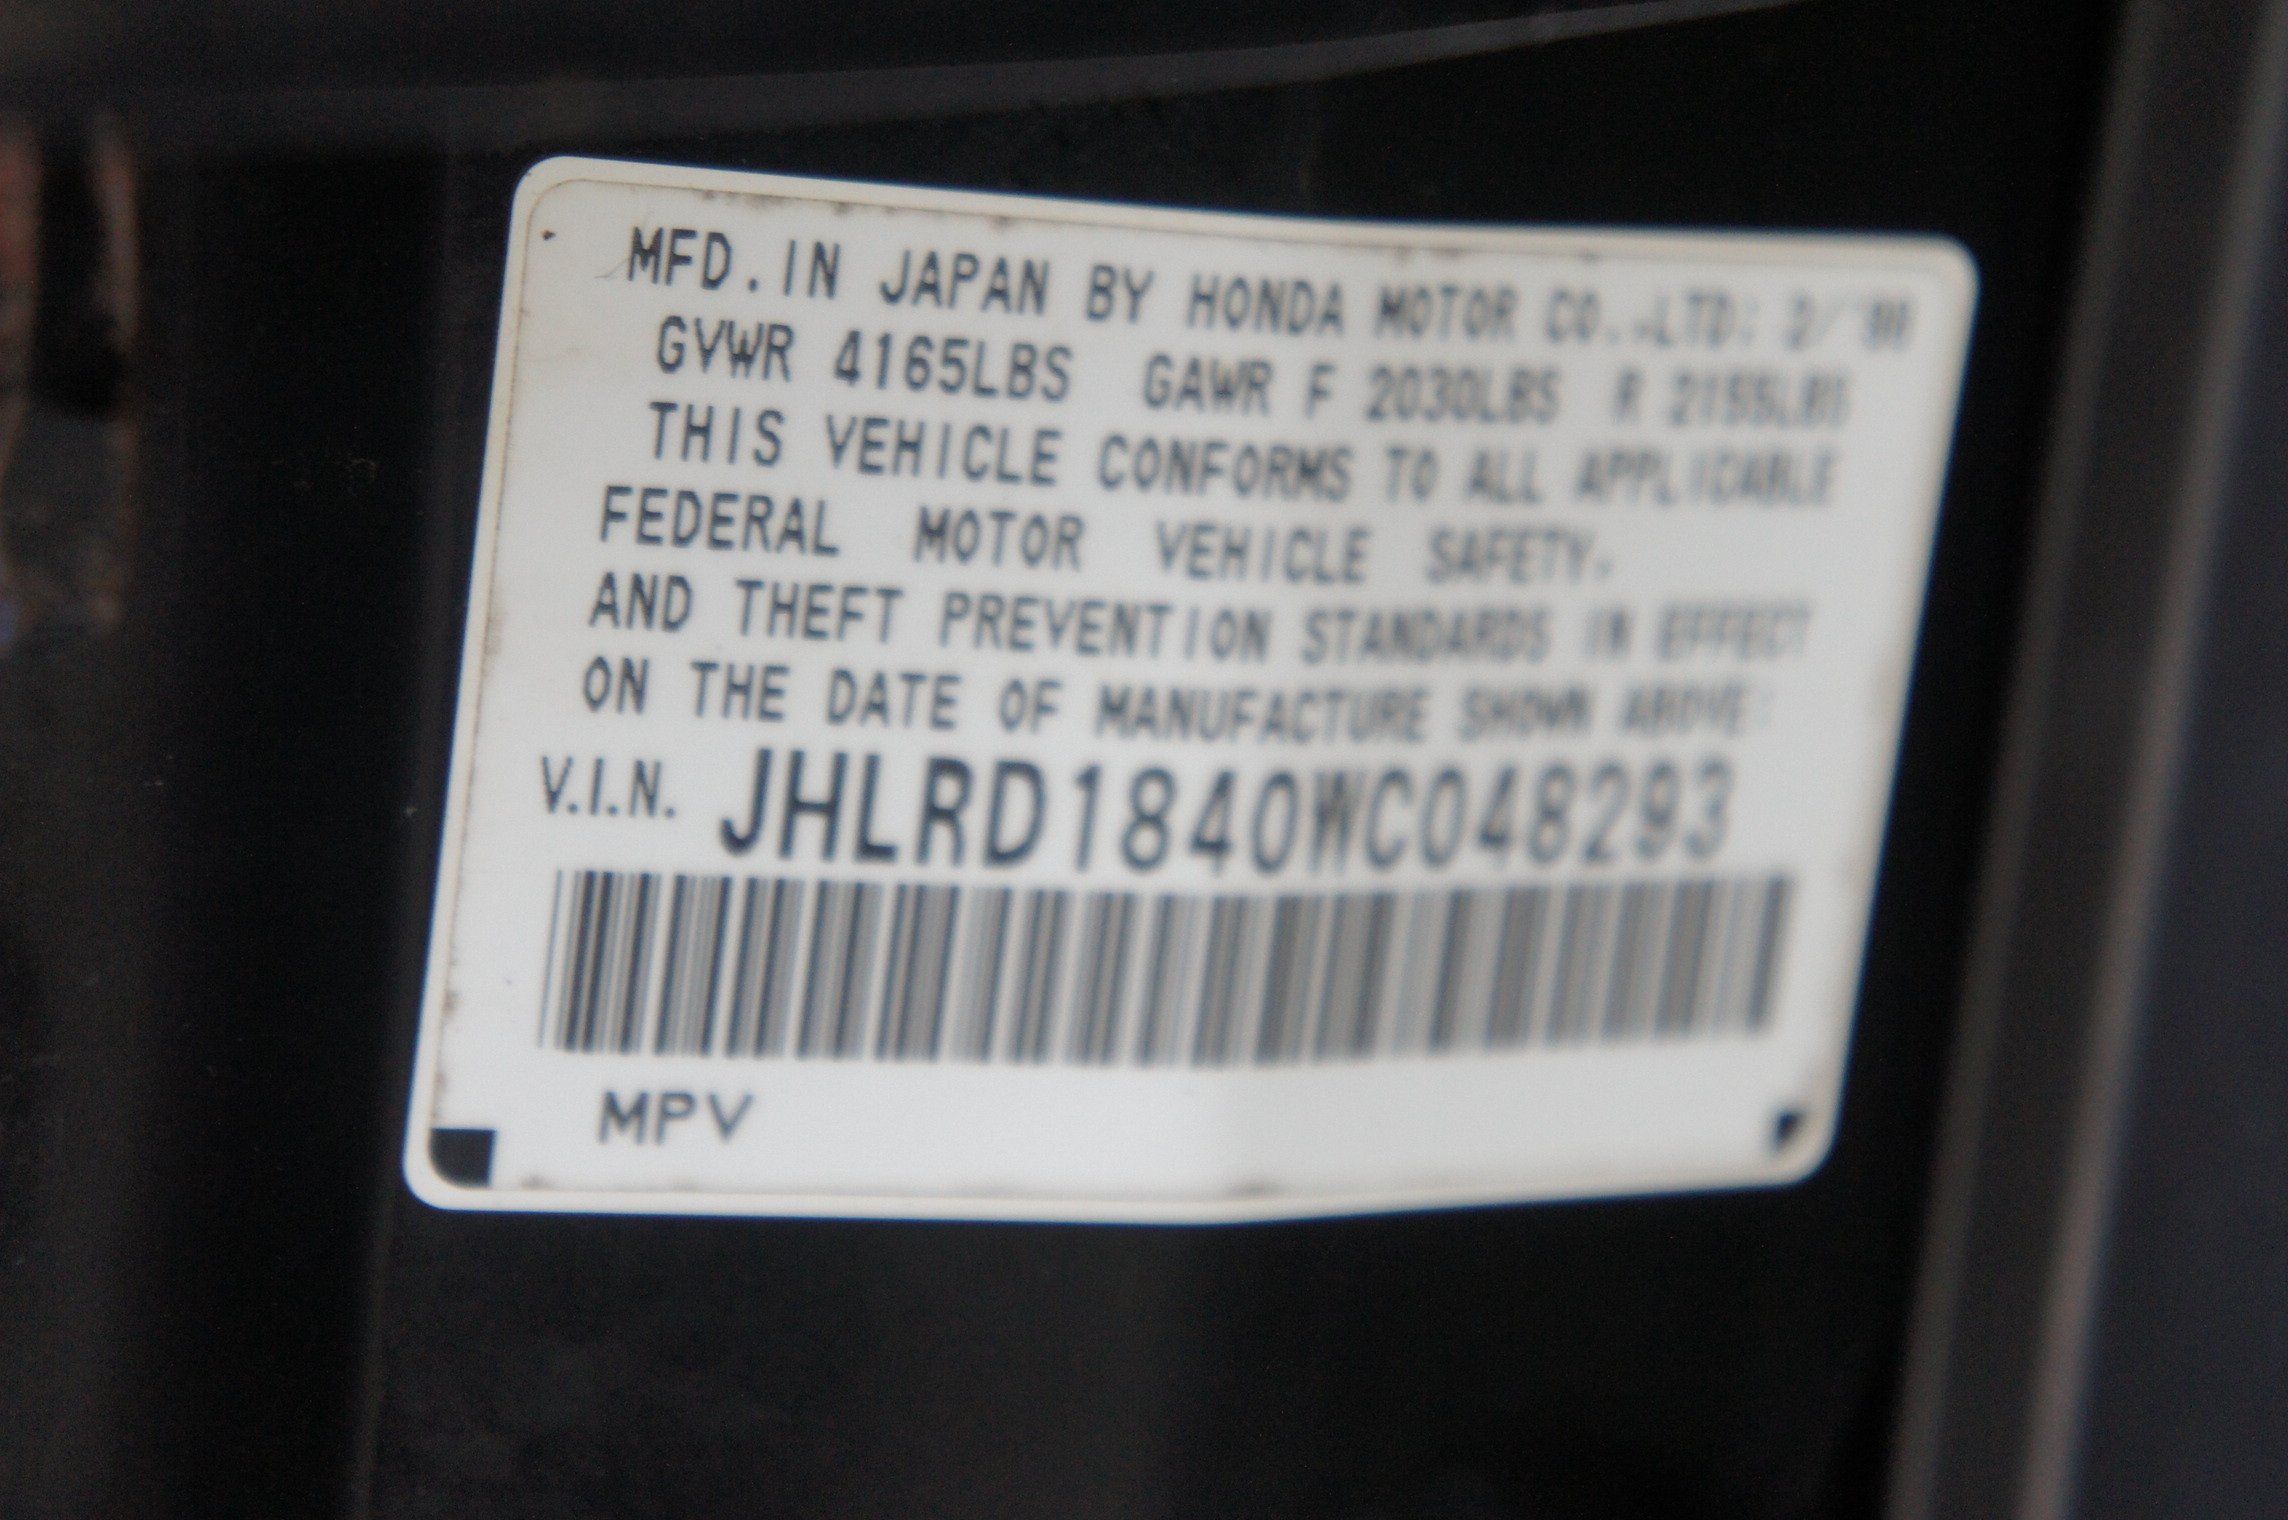 MFD. IN JAPAN BY HONDA MOTOR CO.,LTD: 2/'98
GVWR 4165LBS GAWR F 2030LBS R 2155LBS
THIS VEHICLE CONFORMS TO ALL APPLICABLE
FEDERAL MOTOR VEHICLE SAFETY,
AND THEFT PREVENTION STANDARDS IN EFFECT
ON THE DATE OF MANUFACTURE SHOWN ABOVE:
V.I.N. JHLRD1840WC048293
MPV